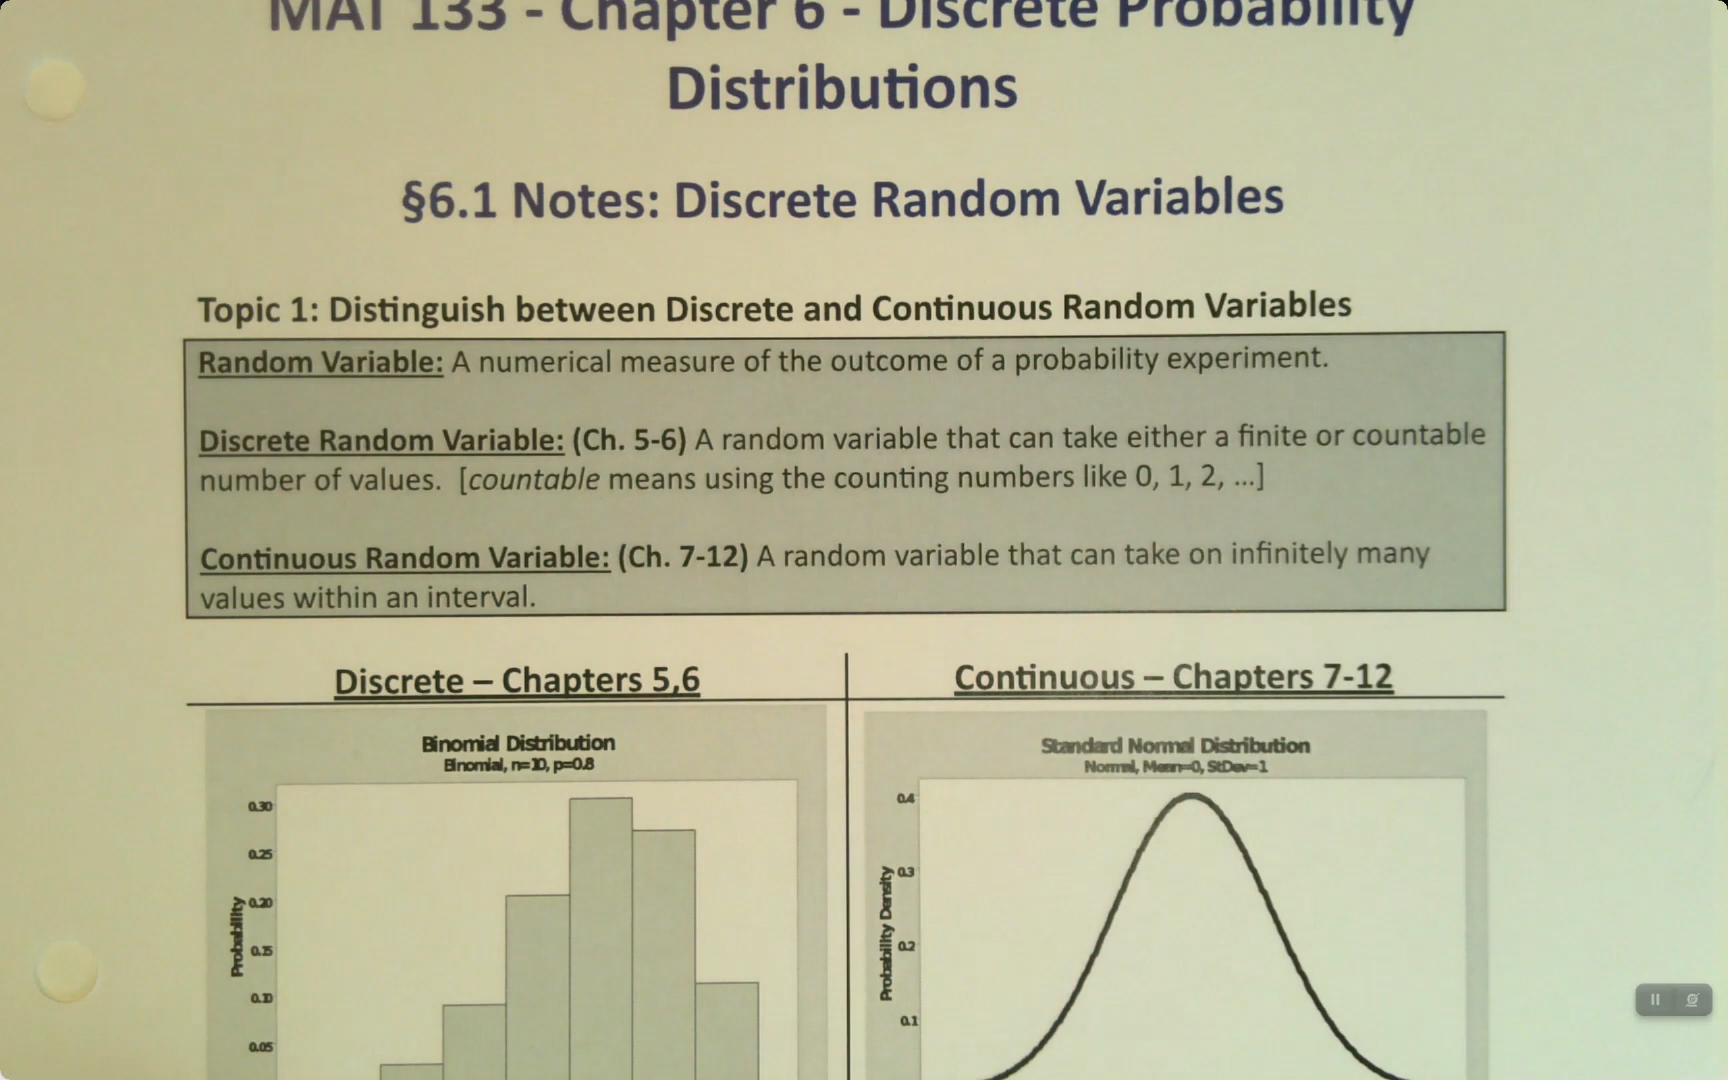 MAT 133 - Chapter 6 - Discrete Probability
Distributions
§6.1 Notes: Discrete Random Variables
Topic 1: Distinguish between Discrete and Continuous Random Variables
Random Variable: A numerical measure of the outcome of a probability experiment.
Discrete Random Variable: (Ch. 5-6) A random variable that can take either a finite or countable
number of values. [countable means using the counting numbers like 0, 1, 2, ...]
Continuous Random Variable: (Ch. 7-12) A random variable that can take on infinitely many
values within an interval.
Discrete – Chapters 5,6
Binomial Distribution
Binomial, n=10, p=0.8
Probability
0.30
0.25
0.20
0.15
0.10
0.05
Continuous – Chapters 7-12
Standard Normal Distribution
Normal, Mean=0, StDev=1
Probability Density
0.4
0.3
0.2
0.1